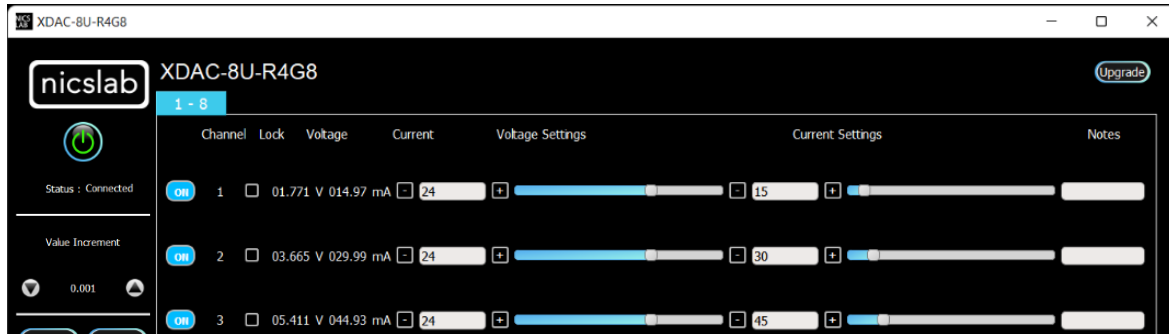 NICS LAB XDAC-8U-R4G8
nicslab XDAC-8U-R4G8 Upgrade
1 - 8
Channel Lock Voltage Current Voltage Settings Current Settings Notes
Status : Connected
ON 1 01.771 V 014.97 mA - 24 + - 15 +
Value Increment
ON 2 03.665 V 029.99 mA - 24 + - 30 +
0.001
ON 3 05.411 V 044.93 mA - 24 + - 45 +